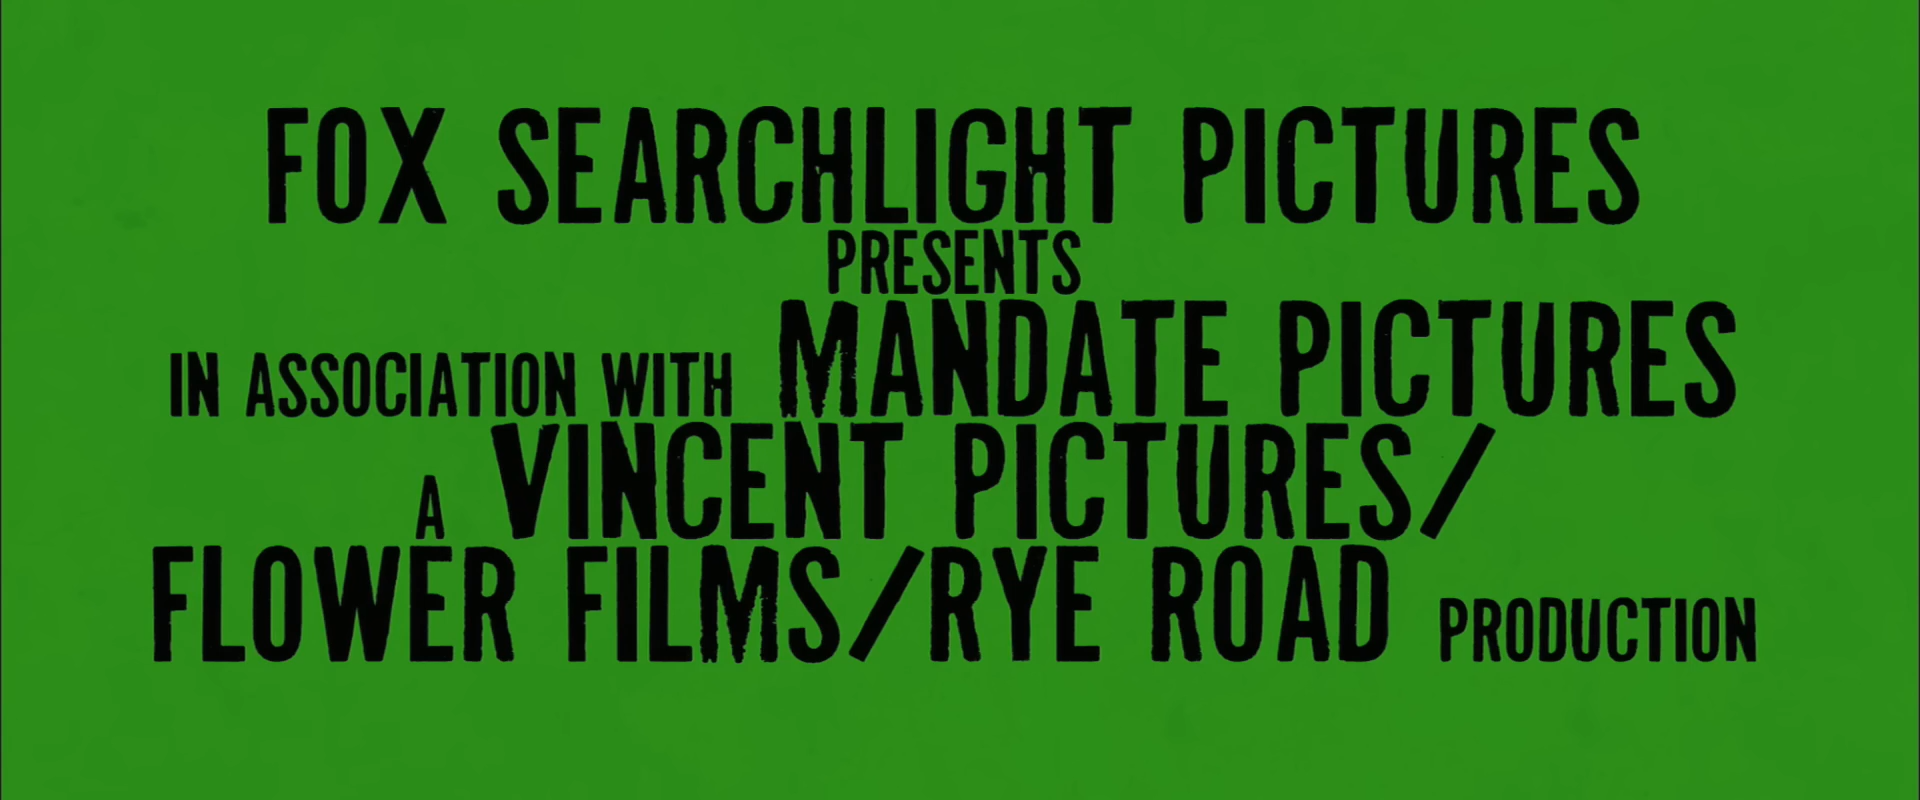 FOX SEARCHLIGHT PICTURES
PRESENTS
IN ASSOCIATION WITH MANDATE PICTURES
A VINCENT PICTURES/
FLOWER FILMS/RYE ROAD PRODUCTION